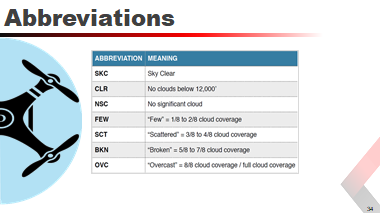 Abbreviations
ABBREVIATION MEANING
SKC Sky Clear
CLR No clouds below 12,000'
NSC No significant cloud
FEW "Few" = 1/8 to 2/8 cloud coverage
SCT "Scattered" = 3/8 to 4/8 cloud coverage
BKN "Broken" = 5/8 to 7/8 cloud coverage
OVC "Overcast" = 8/8 cloud coverage / full cloud coverage
34